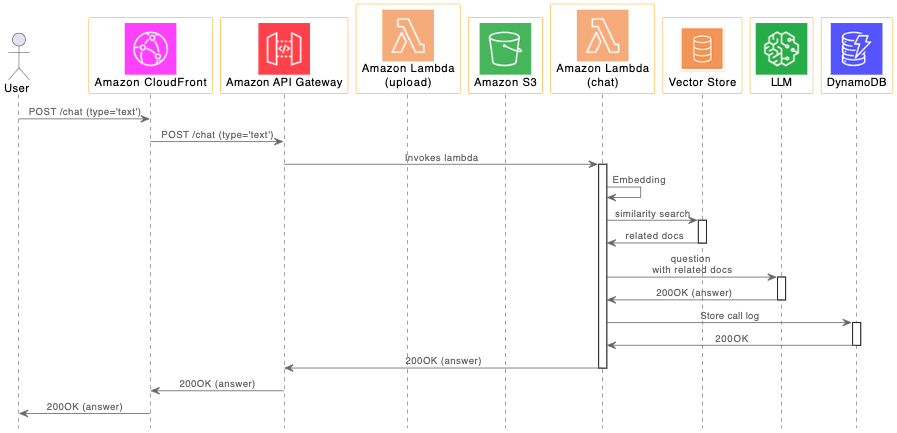 User
Amazon CloudFront
Amazon API Gateway
Amazon Lambda
(upload)
Amazon S3
Amazon Lambda
(chat)
Vector Store
LLM
DynamoDB
POST /chat (type='text')
POST /chat (type='text')
Invokes lambda
Embedding
similarity search
related docs
question
with related docs
200OK (answer)
Store call log
200OK
200OK (answer)
200OK (answer)
200OK (answer)